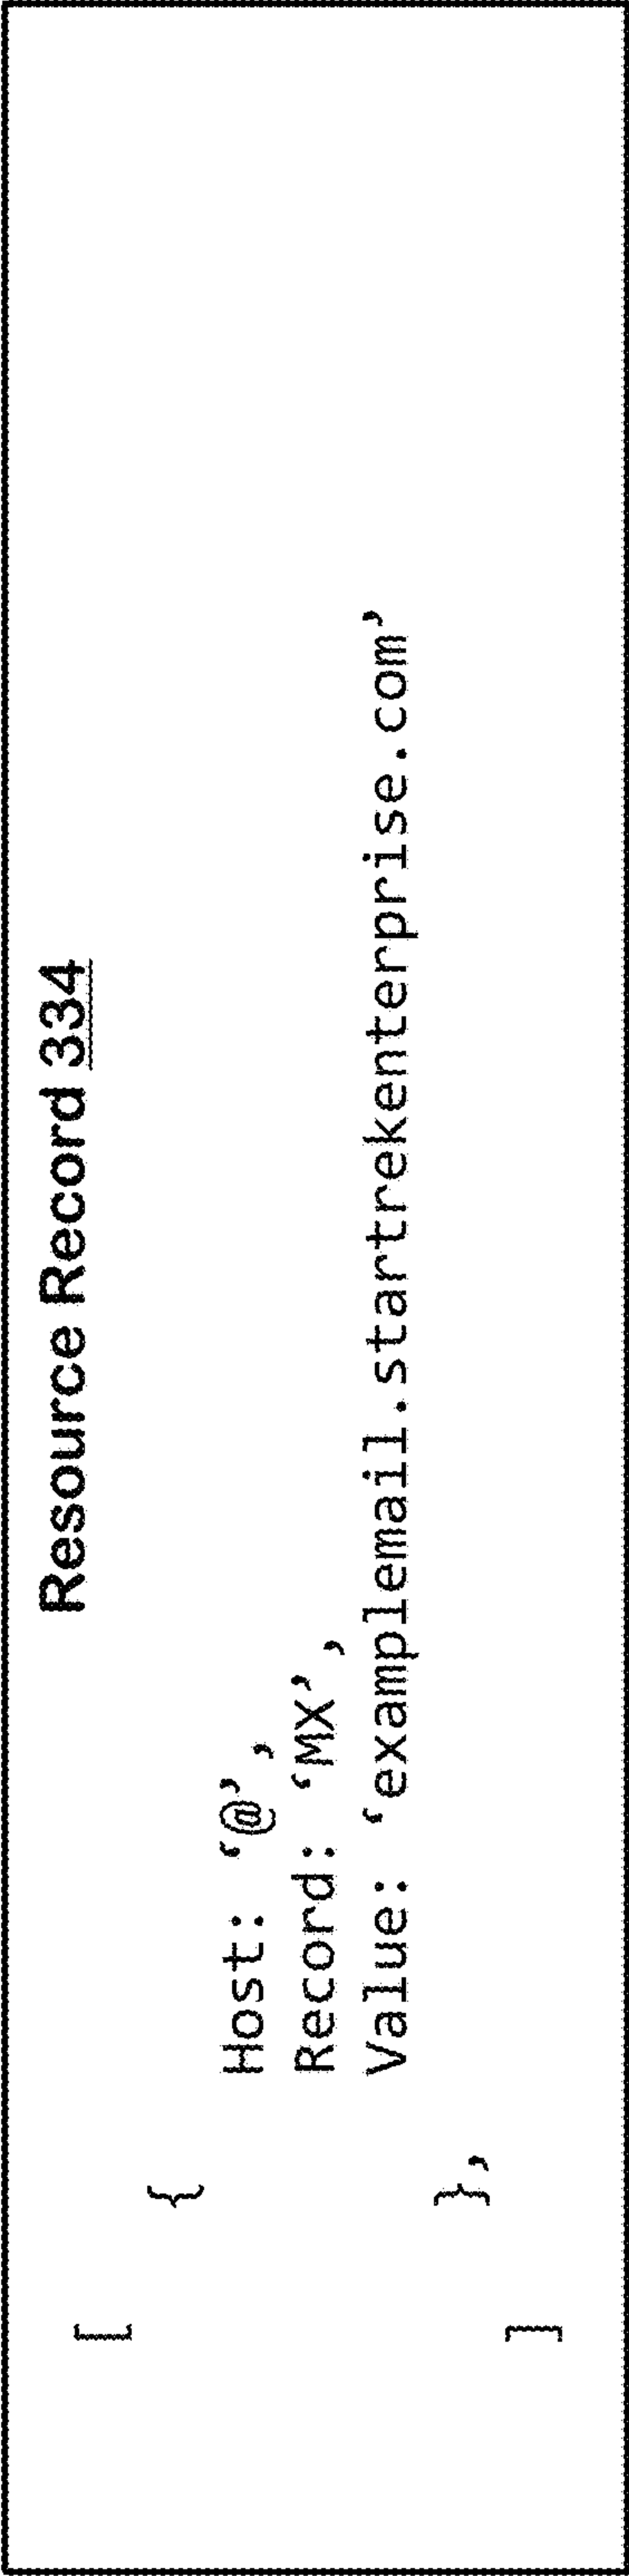 Resource Record 334
[
{
Host: ‘@’,
Record: ‘MX’,
Value: ‘examplemail.startrekenterprise.com’
},
]